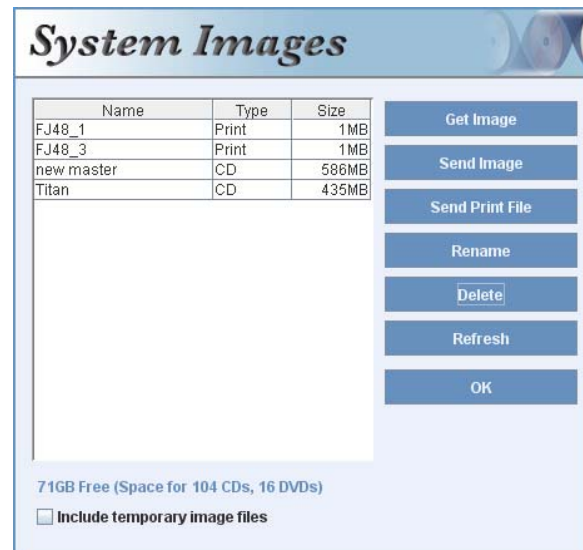 System Images
Name Type Size
FJ48_1 Print 1MB
FJ48_3 Print 1MB
new master CD 586MB
Titan CD 435MB
Get Image
Send Image
Send Print File
Rename
Delete
Refresh
OK
71GB Free (Space for 104 CDs, 16 DVDs)
Include temporary image files